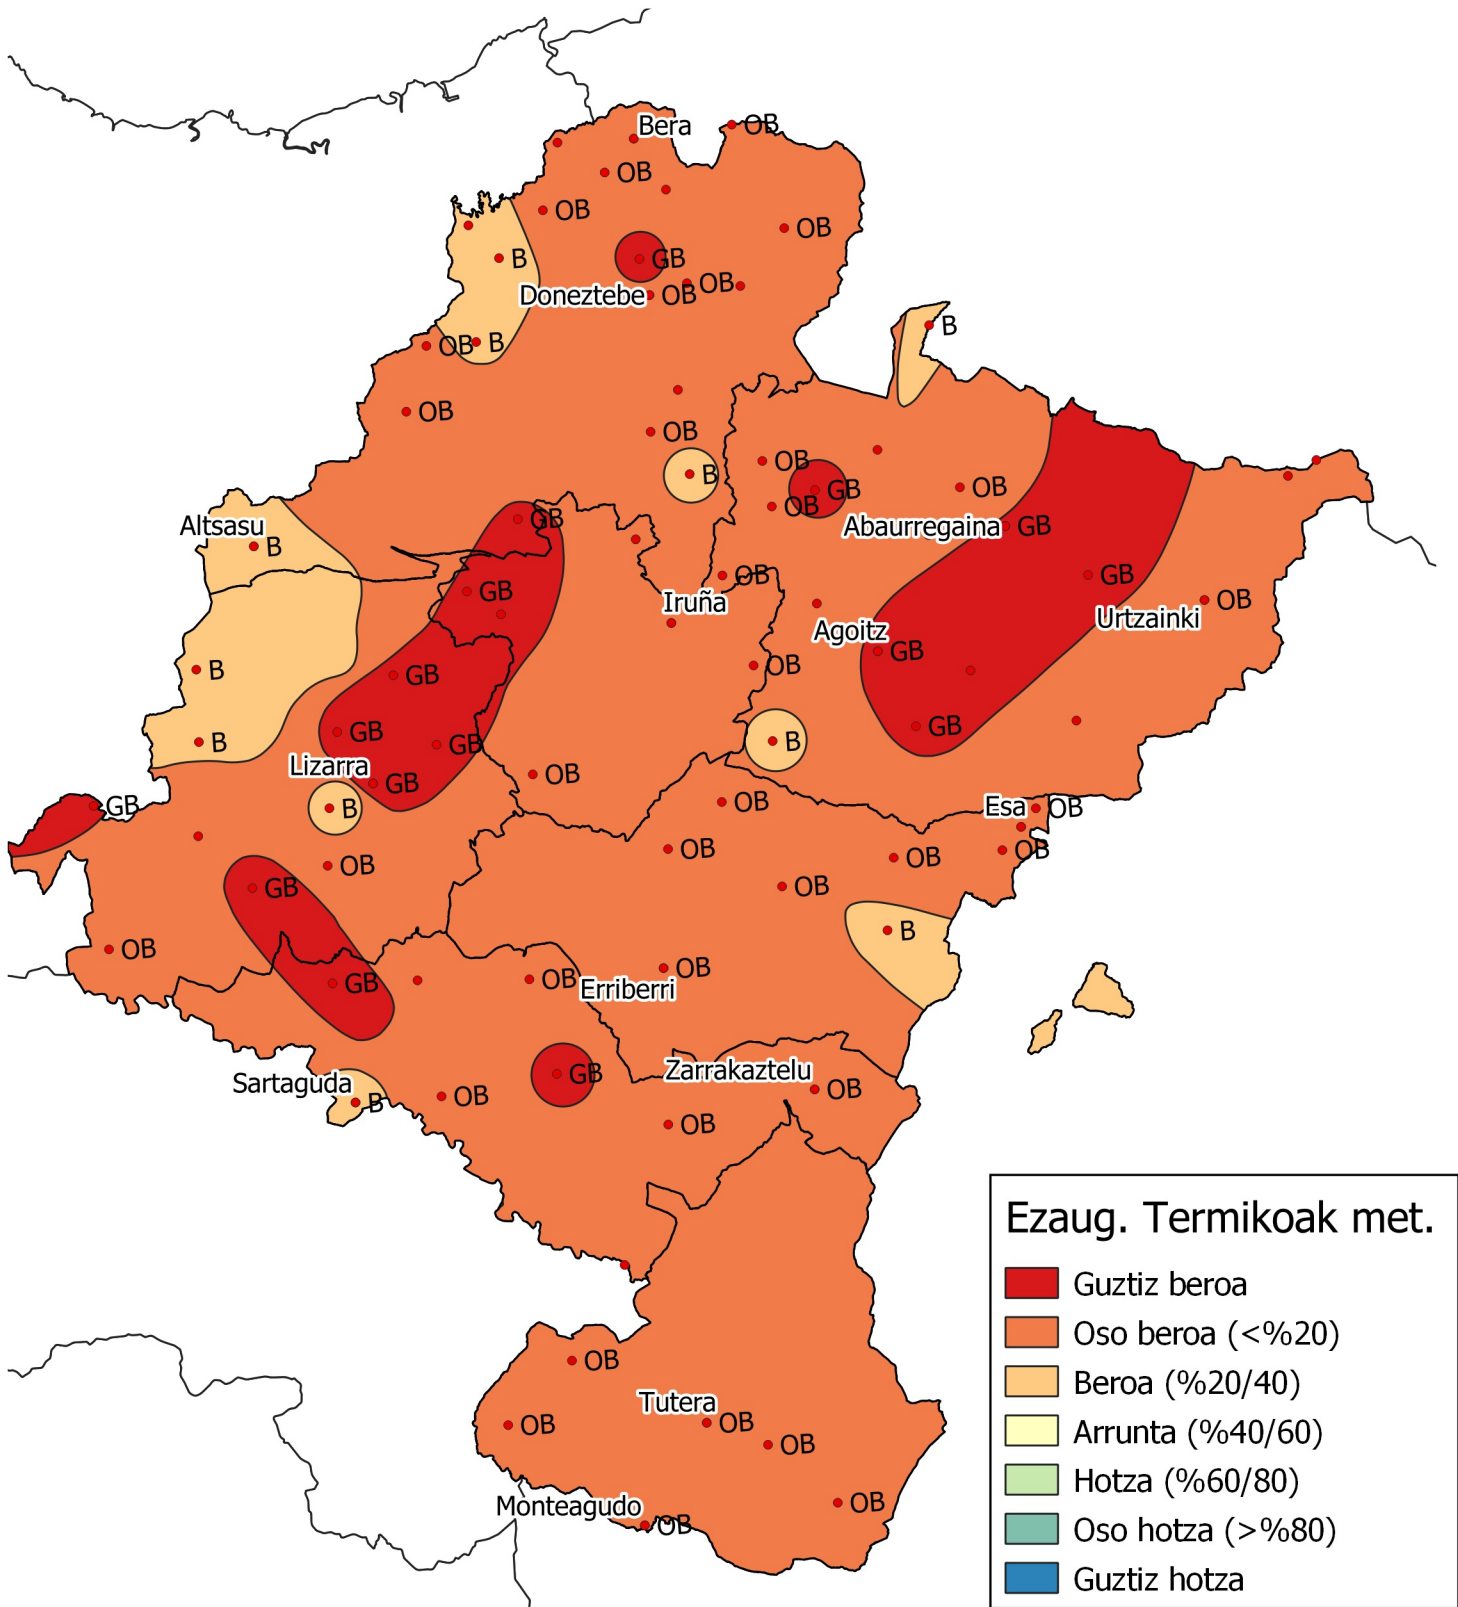 Bera
OB
OB
OB
OB
B
GB
OB
Doneztebe
OB
B
OB
B
OB
OB
OB
B
GB
OB
OB
Altsasu
B
GB
Abaurregaina
GB
OB
GB
GB
OB
Iruña
Urtzainki
Agoitz
GB
OB
B
GB
GB
GB
B
GB
B
Lizarra
OB
GB
GB
B
OB
Esa
OB
OB
OB
OB
OB
GB
OB
B
OB
OB
GB
OB
Erriberri
Zarrakaztelu
GB
Sartaguda
OB
OB
B
OB
OB
Tutera
OB
OB
OB
OB
Monteagudo
OB
Ezaug. Termikoak met.
Guztiz beroa
Oso beroa (<%20)
Beroa (%20/40)
Arrunta (%40/60)
Hotza (%60/80)
Oso hotza (>%80)
Guztiz hotza